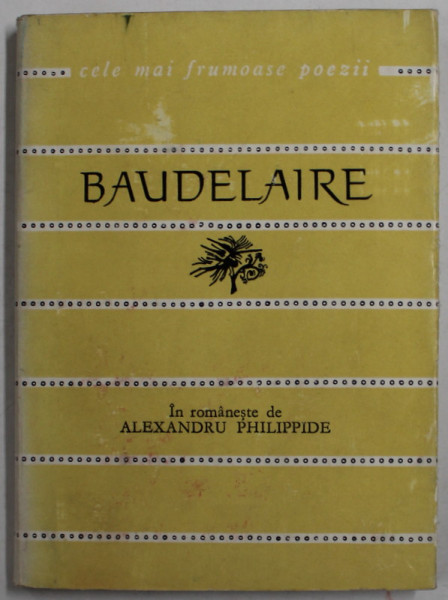 cele mai frumoase poezii
BAUDELAIRE
În românește de
ALEXANDRU PHILIPPIDE